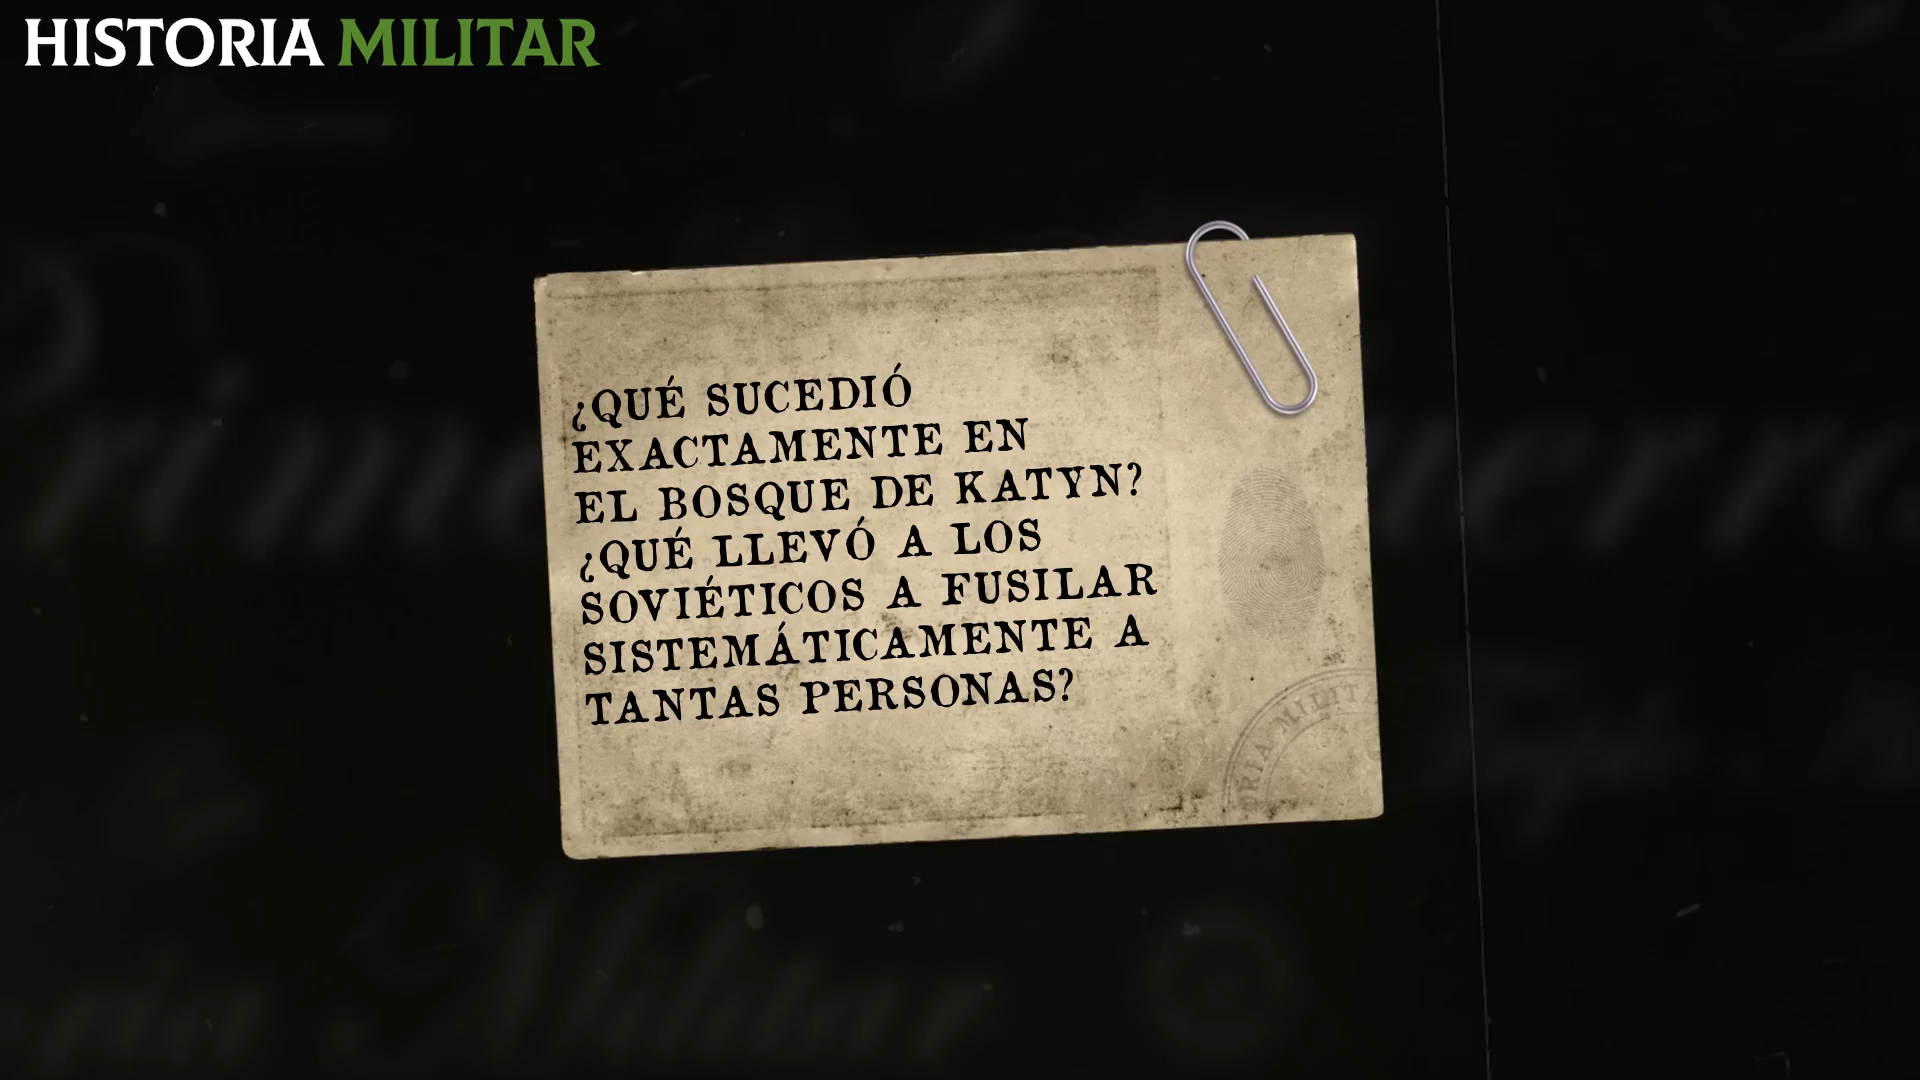 HISTORIA MILITAR
¿QUÉ SUCEDIÓ
EXACTAMENTE EN
EL BOSQUE DE KATYN?
¿QUÉ LLEVÓ A LOS
SOVIÉTICOS A FUSILAR
SISTEMÁTICAMENTE A
TANTAS PERSONAS?